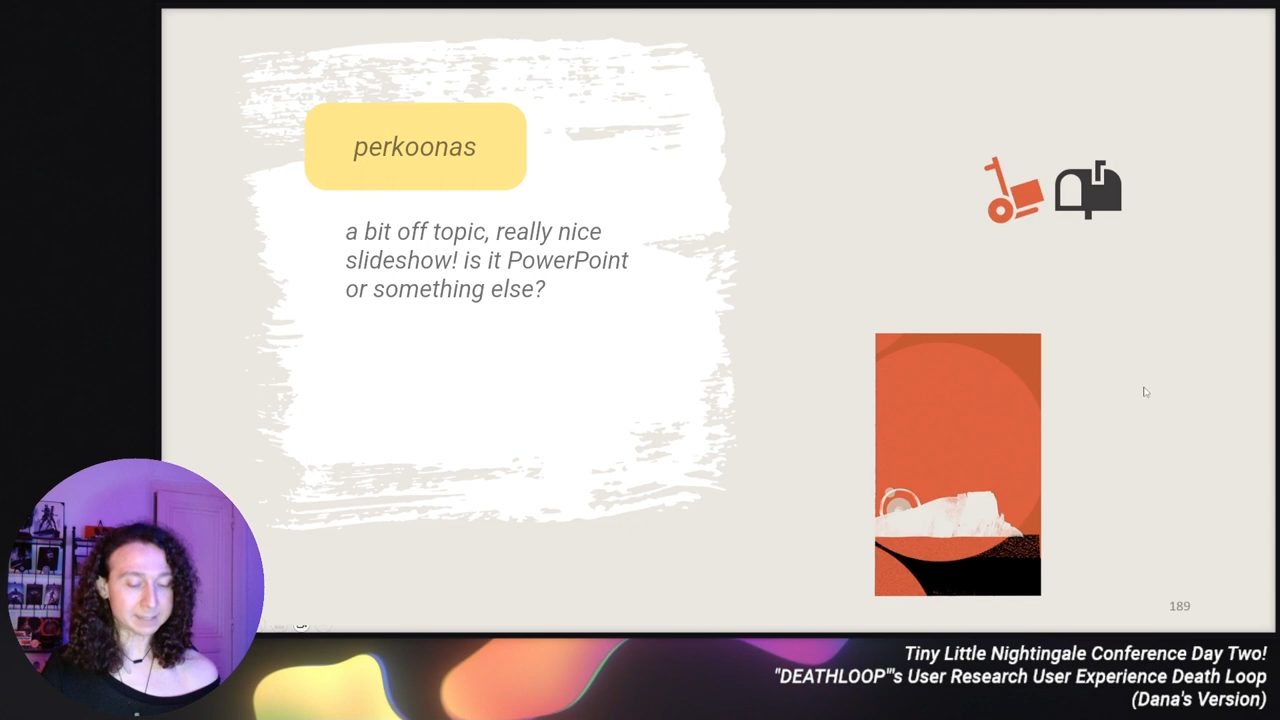 perkoonas
a bit off topic, really nice
slideshow! is it PowerPoint
or something else?
189
Tiny Little Nightingale Conference Day Two!
"DEATHLOOP"'s User Research User Experience Death Loop
(Dana's Version)